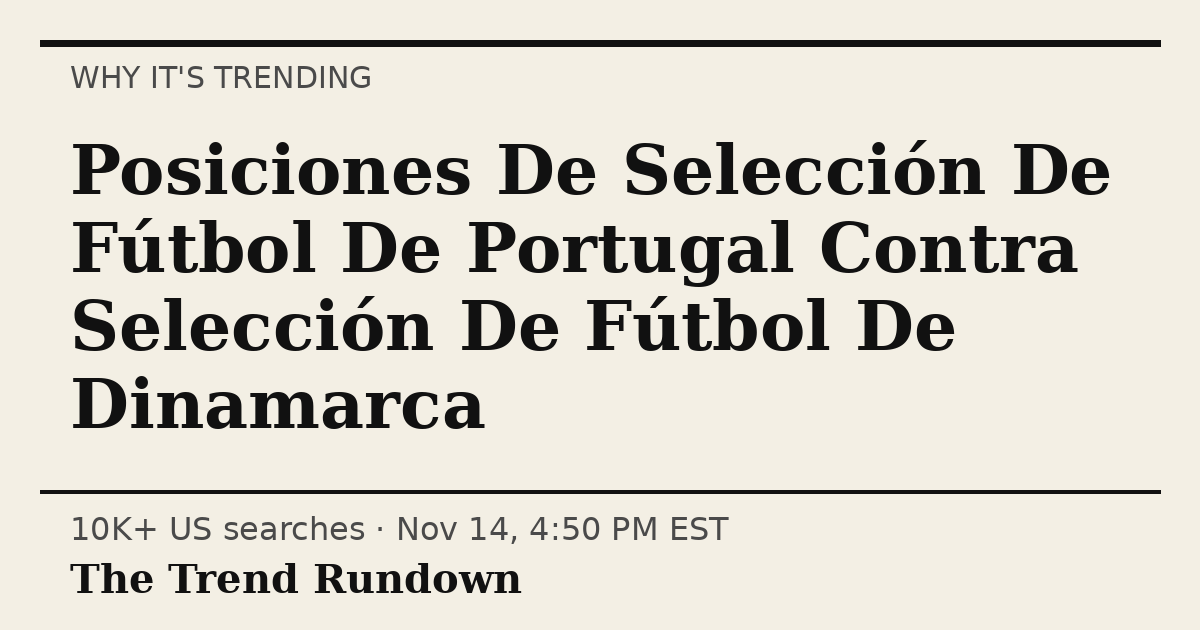 WHY IT'S TRENDING
Posiciones De Selección De
Fútbol De Portugal Contra
Selección De Fútbol De
Dinamarca
10K+ US searches · Nov 14, 4:50 PM EST
The Trend Rundown